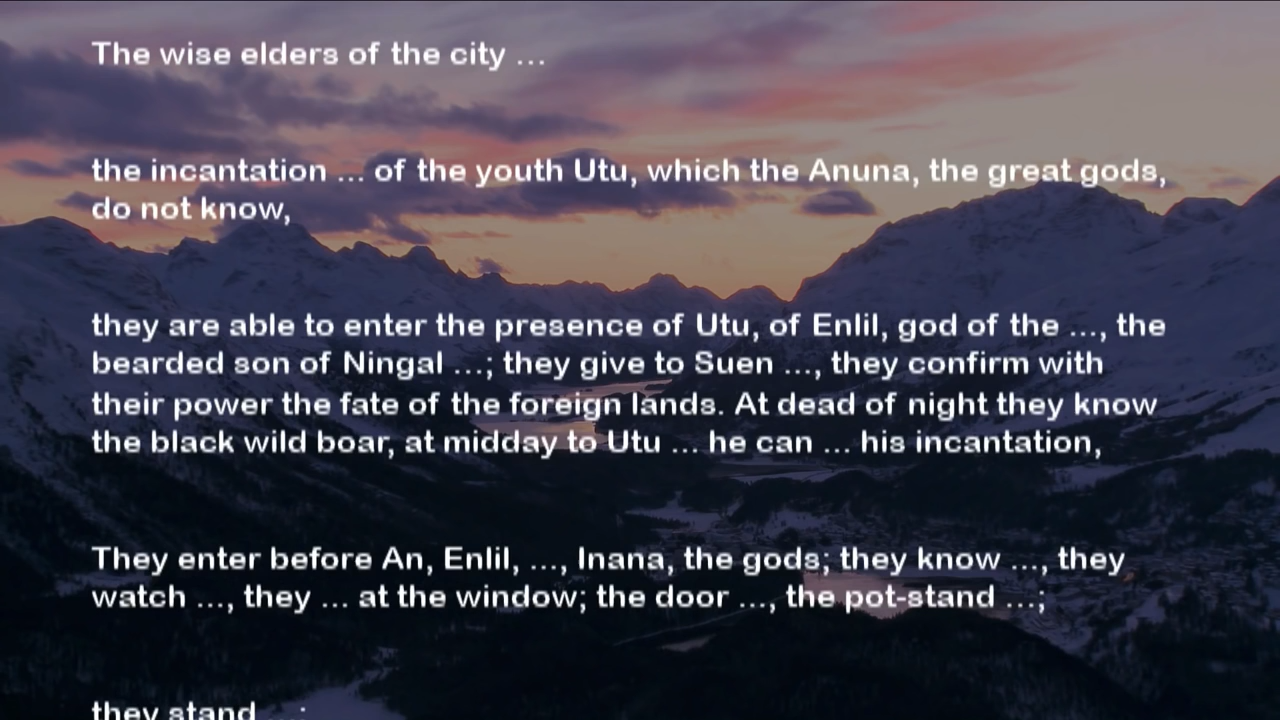 The wise elders of the city ...
the incantation ... of the youth Utu, which the Anuna, the great gods,
do not know,
they are able to enter the presence of Utu, of Enlil, god of the ..., the
bearded son of Ningal ...; they give to Suen ..., they confirm with
their power the fate of the foreign lands. At dead of night they know
the black wild boar, at midday to Utu ... he can ... his incantation,
They enter before An, Enlil, ..., Inana, the gods; they know ..., they
watch ..., they ... at the window; the door ..., the pot-stand ...;
they stand ...;